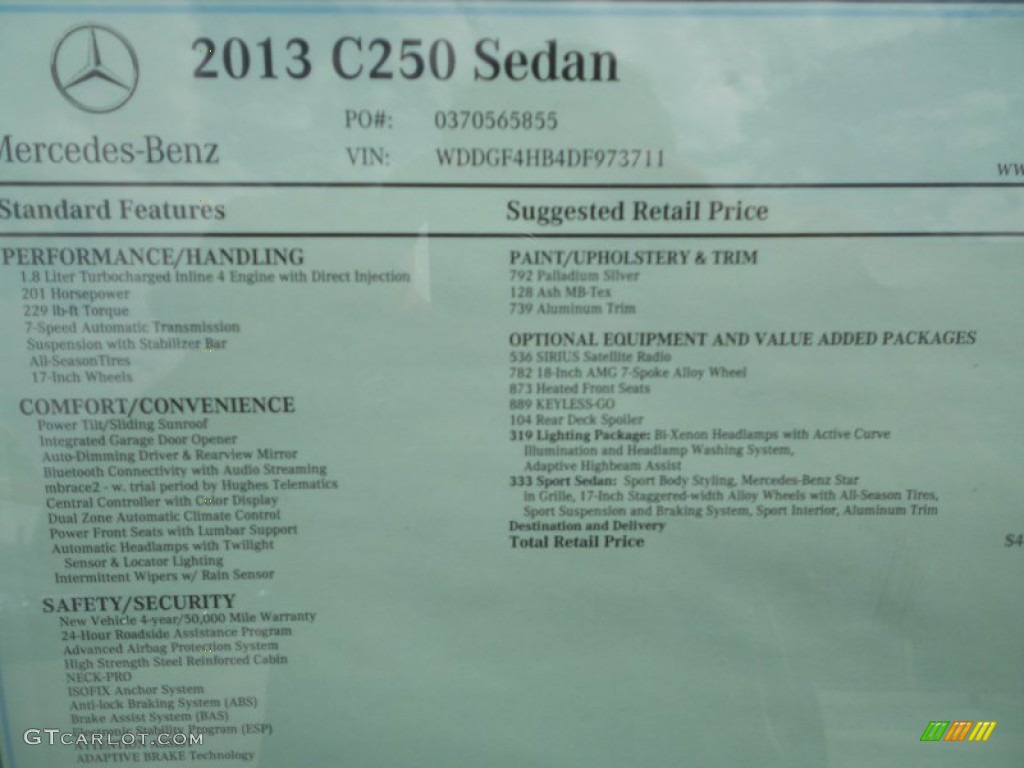 2013 C250 Sedan
PO#: 0370565855
Mercedes-Benz
VIN: WDDGF4HB4DF973711
WW
Standard Features
PERFORMANCE/HANDLING
1.8 Liter Turbocharged Inline 4 Engine with Direct Injection
201 Horsepower
229 lb-ft Torque
7-Speed Automatic Transmission
Suspension with Stabilizer Bar
All-SeasonTires
17-Inch Wheels
COMFORT/CONVENIENCE
Power Tilt/Sliding Sunroof
Integrated Garage Door Opener
Auto-Dimming Driver & Rearview Mirror
Bluetooth Connectivity with Audio Streaming
mbrace2 - w. trial period by Hughes Telematics
Central Controller with Color Display
Dual Zone Automatic Climate Control
Power Front Seats with Lumbar Support
Automatic Headlamps with Twilight
Sensor & Locator Lighting
Intermittent Wipers w/ Rain Sensor
SAFETY/SECURITY
New Vehicle 4-year/50,000 Mile Warranty
24-Hour Roadside Assistance Program
Advanced Airbag Protection System
High Strength Steel Reinforced Cabin
NECK-PRO
ISOFIX Anchor System
Anti-lock Braking System (ABS)
Brake Assist System (BAS)
Electronic Stability Program (ESP)
ADAPTIVE BRAKE Technology
Suggested Retail Price
PAINT/UPHOLSTERY & TRIM
792 Palladium Silver
128 Ash MB-Tex
739 Aluminum Trim
OPTIONAL EQUIPMENT AND VALUE ADDED PACKAGES
536 SIRIUS Satellite Radio
782 18-Inch AMG 7-Spoke Alloy Wheel
873 Heated Front Seats
889 KEYLESS-GO
104 Rear Deck Spoiler
319 Lighting Package: Bi-Xenon Headlamps with Active Curve
Illumination and Headlamp Washing System,
Adaptive Highbeam Assist
333 Sport Sedan: Sport Body Styling, Mercedes-Benz Star
in Grille, 17-Inch Staggered-width Alloy Wheels with All-Season Tires,
Sport Suspension and Braking System, Sport Interior, Aluminum Trim
Destination and Delivery
Total Retail Price $4
GTCARLOT.COM